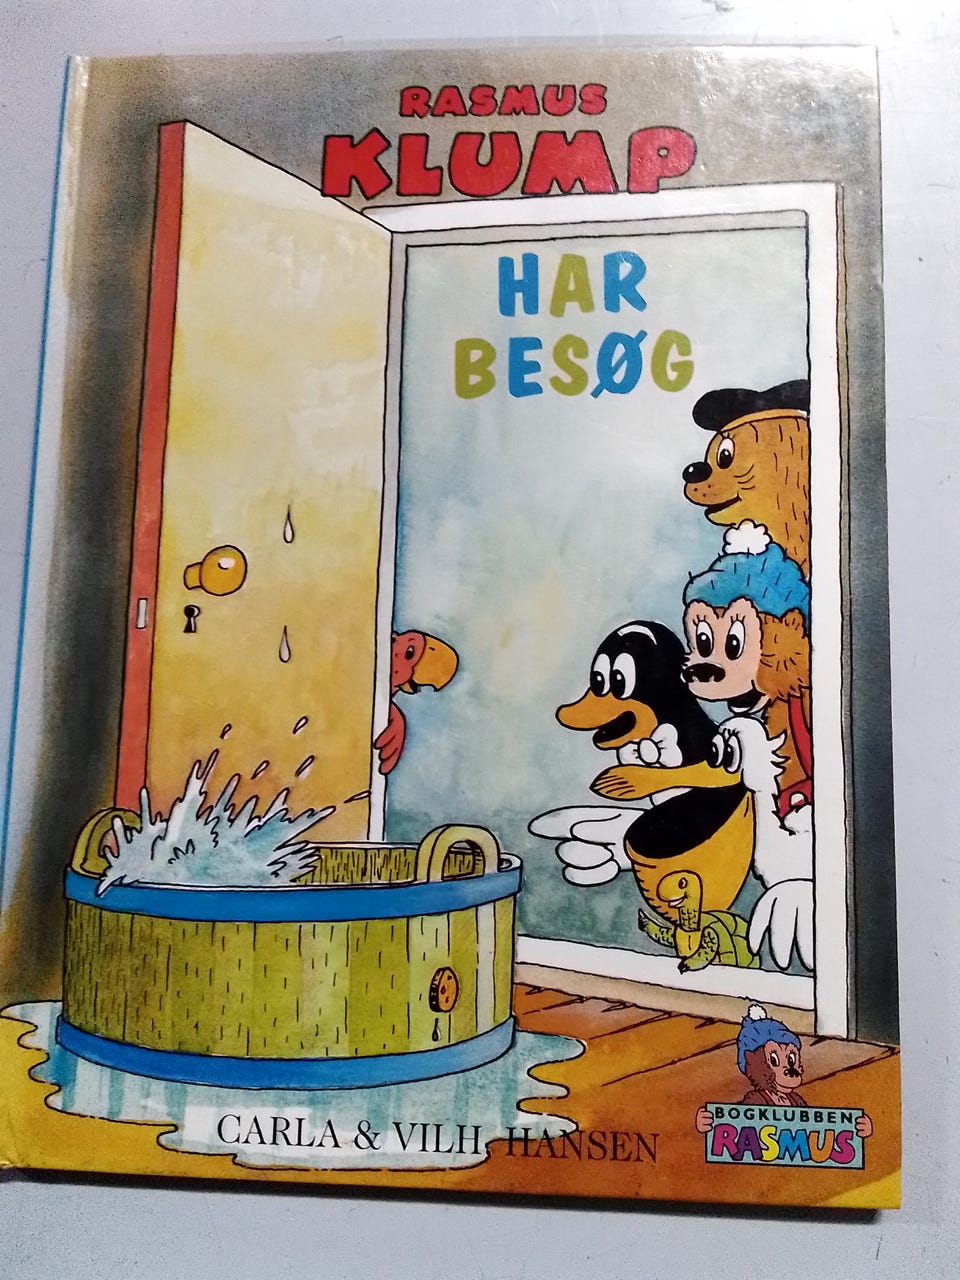 RASMUS
KLUMP
HAR
BESØG
CARLA & VILH. HANSEN
BOGKLUBBEN
RASMUS